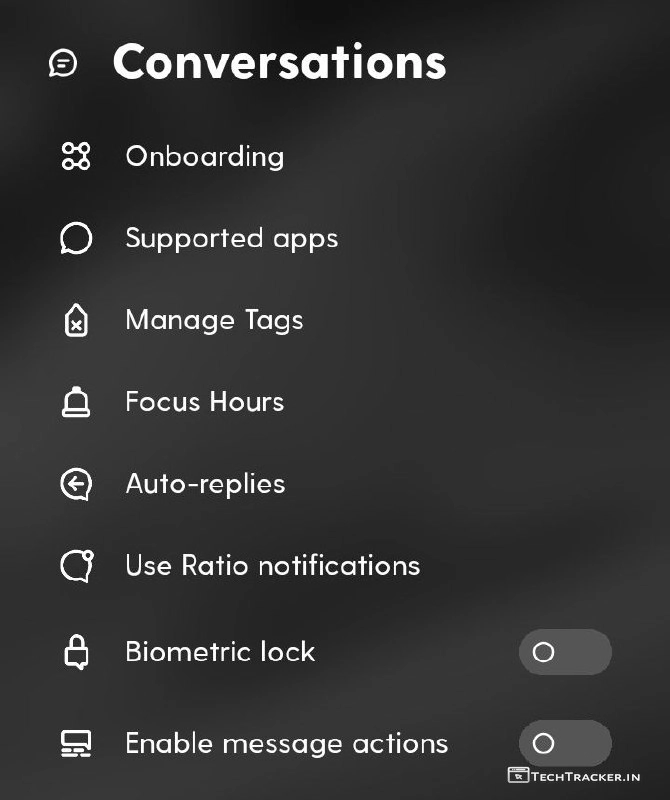 Conversations
Onboarding
Supported apps
Manage Tags
Focus Hours
Auto-replies
Use Ratio notifications
Biometric lock
Enable message actions
TECHTRACKER.IN